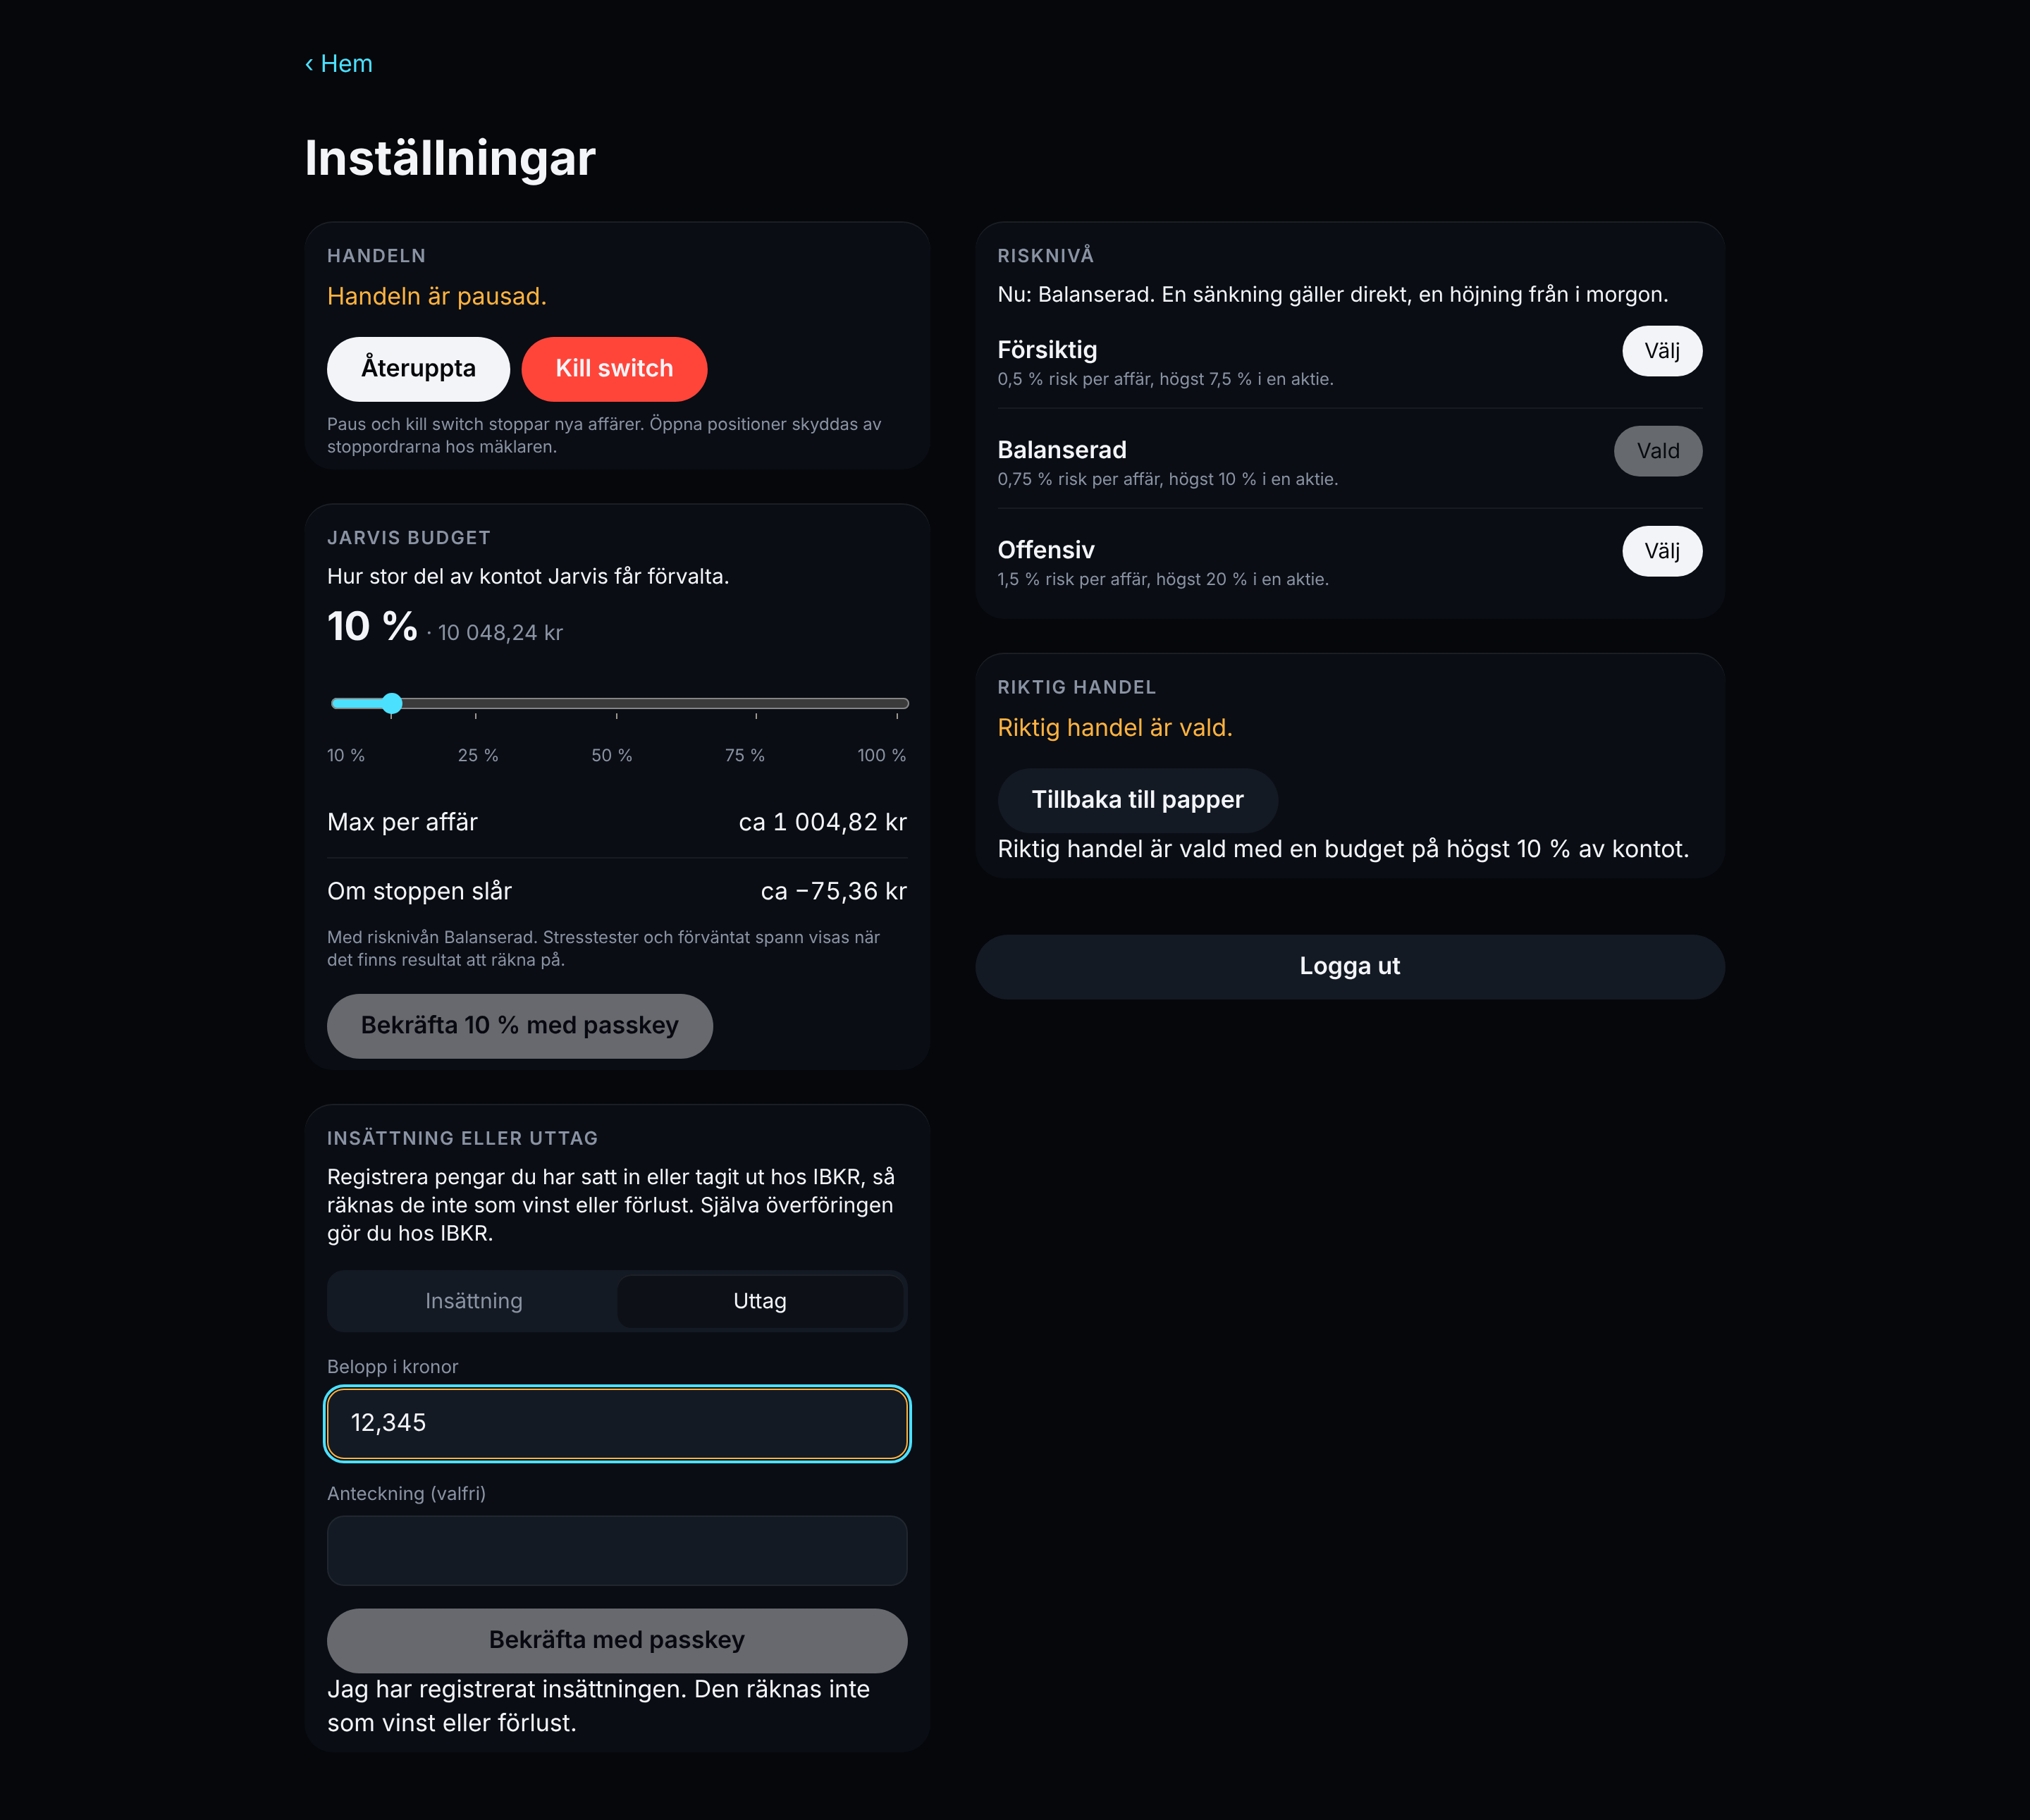 ‹ Hem
Inställningar
HANDELN
Handeln är pausad.
Återuppta
Kill switch
Paus och kill switch stoppar nya affärer. Öppna positioner skyddas av
stoppordrarna hos mäklaren.
JARVIS BUDGET
Hur stor del av kontot Jarvis får förvalta.
10 % · 10 048,24 kr
10 % 25 % 50 % 75 % 100 %
Max per affär ca 1 004,82 kr
Om stoppen slår ca −75,36 kr
Med risknivån Balanserad. Stresstester och förväntat spann visas när
det finns resultat att räkna på.
Bekräfta 10 % med passkey
INSÄTTNING ELLER UTTAG
Registrera pengar du har satt in eller tagit ut hos IBKR, så
räknas de inte som vinst eller förlust. Själva överföringen
gör du hos IBKR.
Insättning Uttag
Belopp i kronor
12,345
Anteckning (valfri)
Bekräfta med passkey
Jag har registrerat insättningen. Den räknas inte
som vinst eller förlust.
RISKNIVÅ
Nu: Balanserad. En sänkning gäller direkt, en höjning från i morgon.
Försiktig
0,5 % risk per affär, högst 7,5 % i en aktie.
Välj
Balanserad
0,75 % risk per affär, högst 10 % i en aktie.
Vald
Offensiv
1,5 % risk per affär, högst 20 % i en aktie.
Välj
RIKTIG HANDEL
Riktig handel är vald.
Tillbaka till papper
Riktig handel är vald med en budget på högst 10 % av kontot.
Logga ut